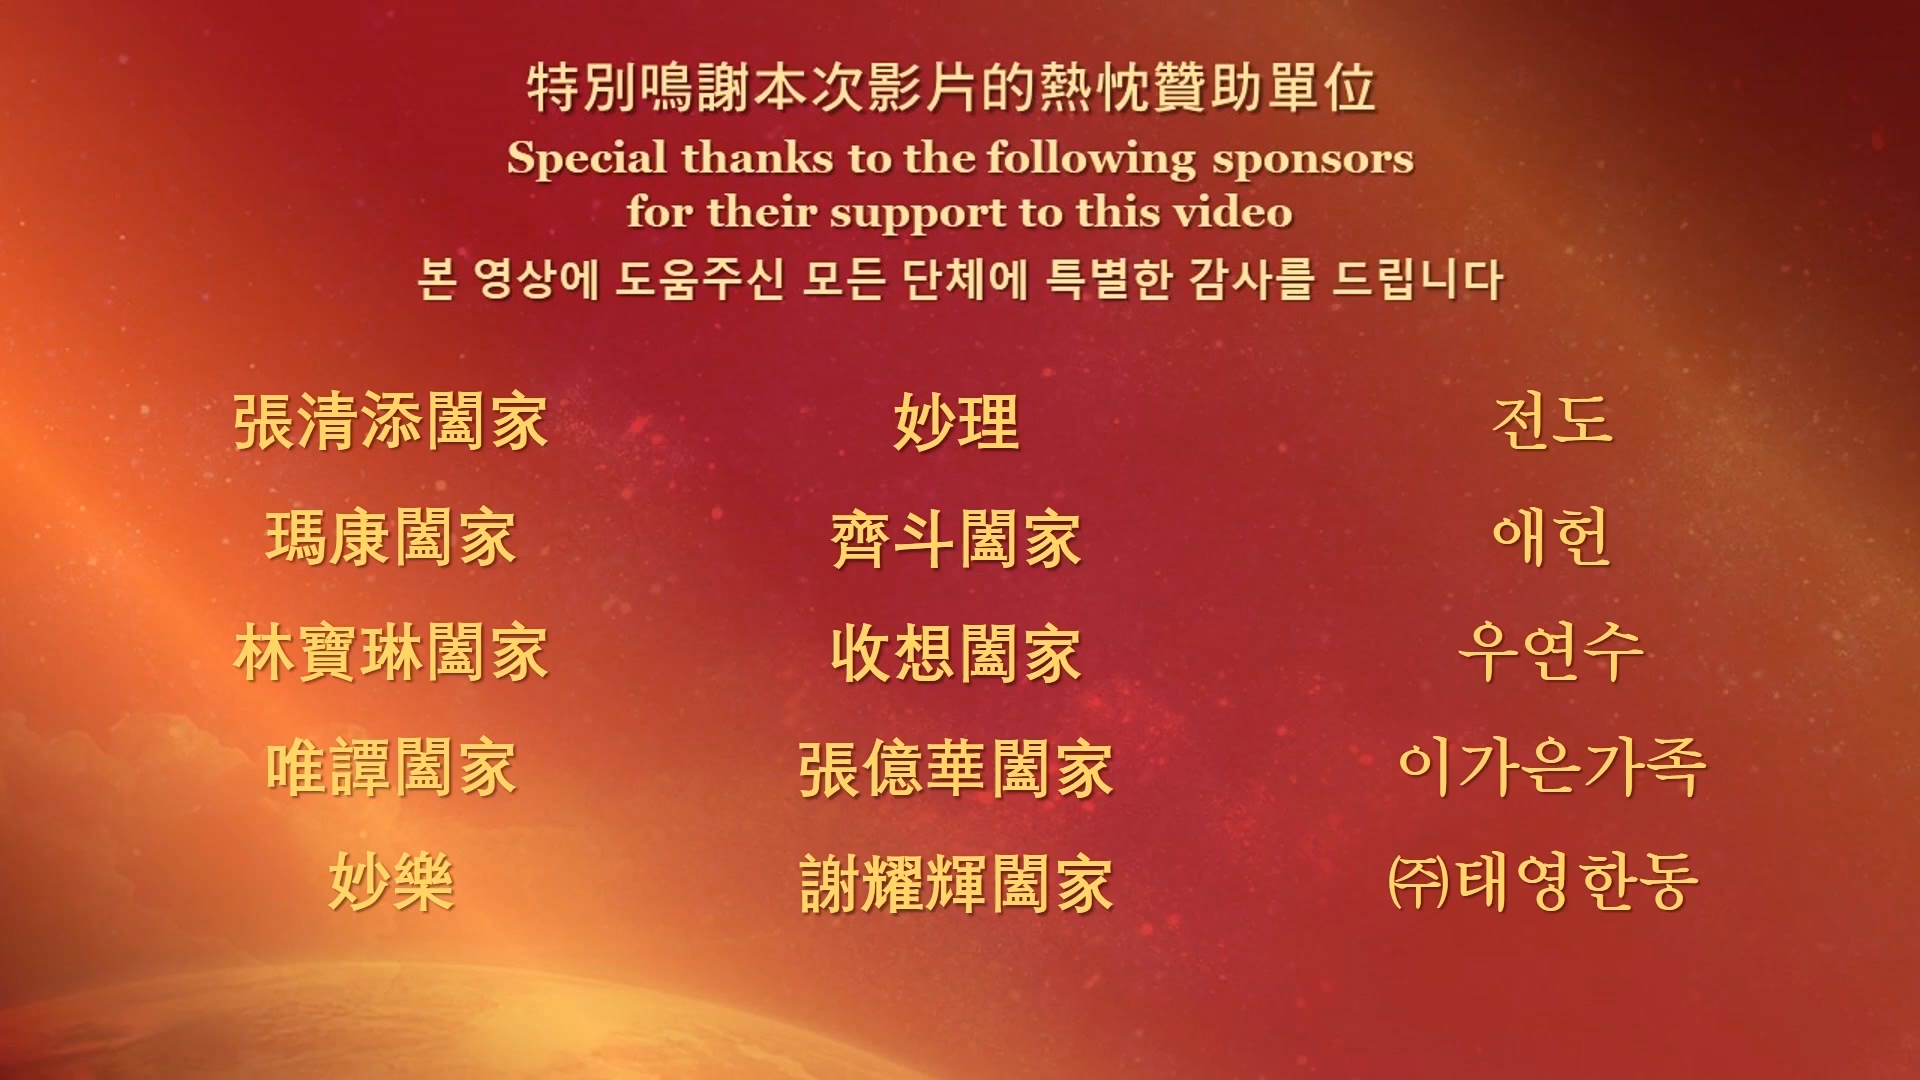 特別鳴謝本次影片的熱忱贊助單位
Special thanks to the following sponsors
for their support to this video
본 영상에 도움주신 모든 단체에 특별한 감사를 드립니다
張清添闔家
妙理
전도
瑪康闔家
齊斗闔家
애헌
林寶琳闔家
收想闔家
우연수
唯譚闔家
張億華闔家
이가은가족
妙樂
謝耀輝闔家
㈜태영한동